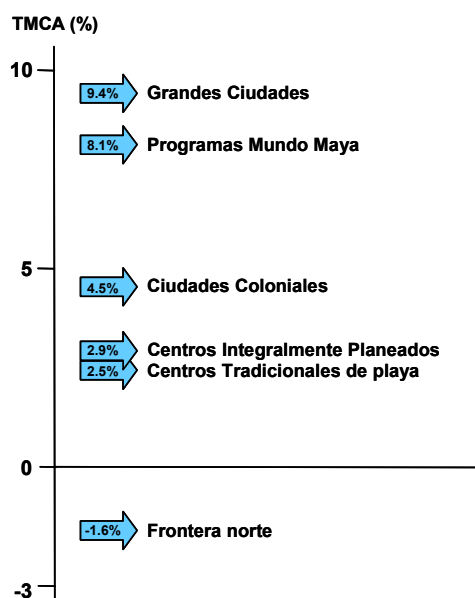 TMCA (%)
10
9.4% Grandes Ciudades
8.1% Programas Mundo Maya
5
4.5% Ciudades Coloniales
2.9% Centros Integralmente Planeados
2.5% Centros Tradicionales de playa
0
-1.6% Frontera norte
-3